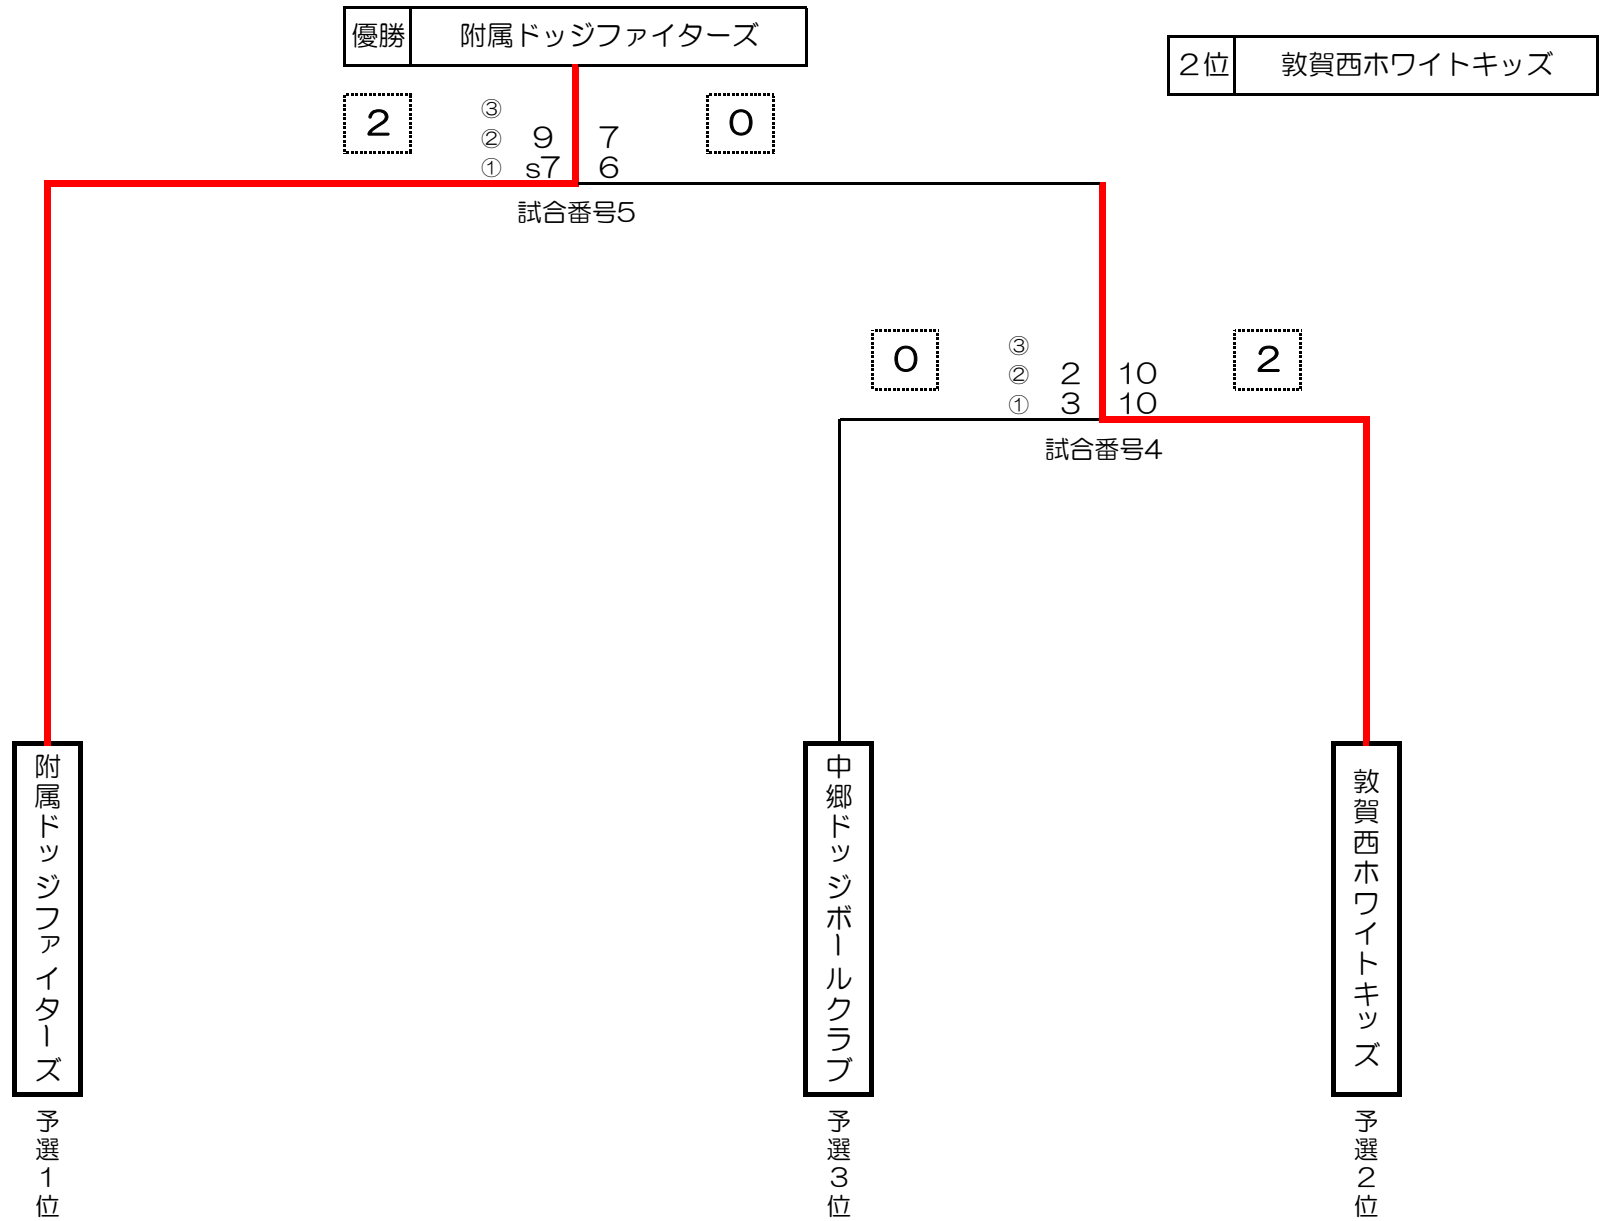 優勝 附属ドッジファイターズ
２位 敦賀西ホワイトキッズ
2 ③ 0
② 9 7
① s7 6
試合番号5
0 ③ 2
② 2 10
① 3 10
試合番号4
附属ドッジファイターズ
中郷ドッジボールクラブ
敦賀西ホワイトキッズ
予選１位
予選３位
予選２位